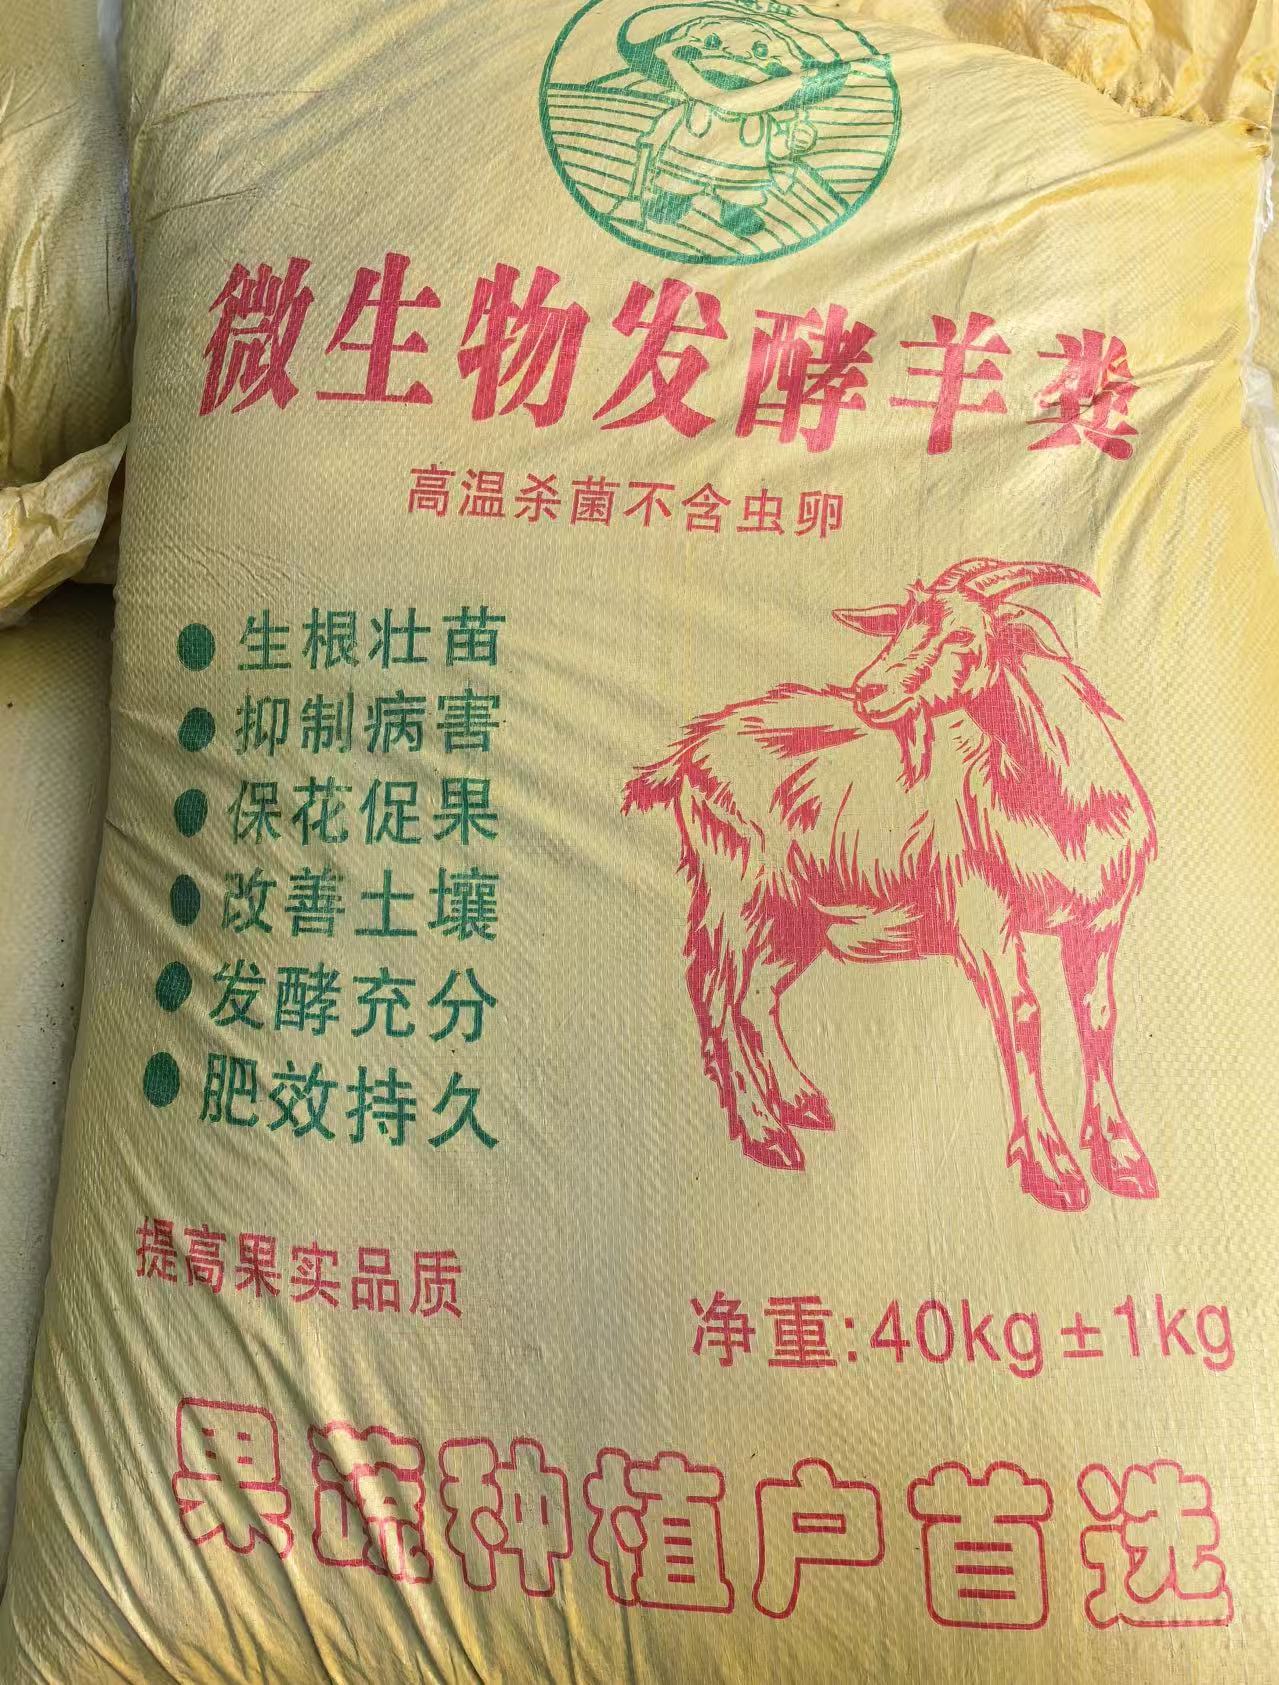 微生物发酵羊粪
高温杀菌不含虫卵
● 生根壮苗
● 抑制病害
● 保花促果
● 改善土壤
● 发酵充分
● 肥效持久
提高果实品质
净重:40kg±1kg
果蔬种植户首选